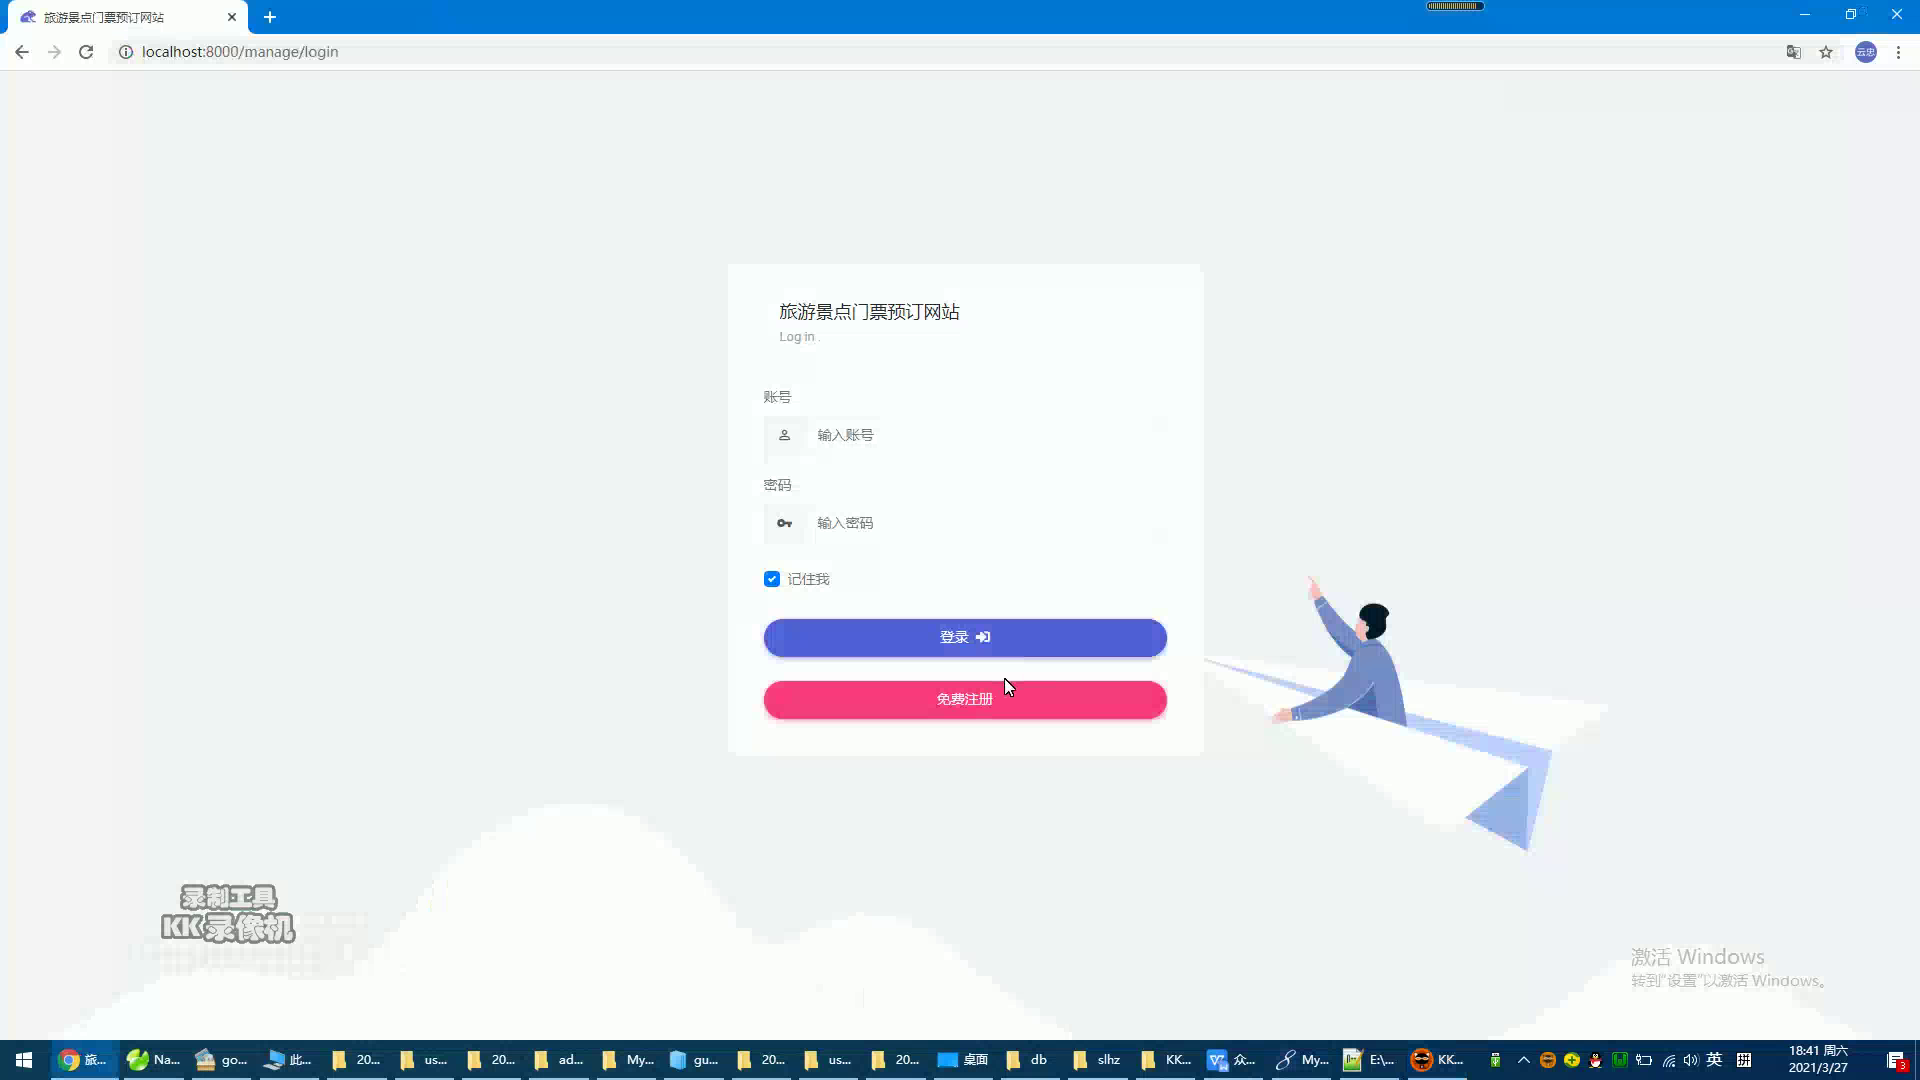 旅游景点门票预订网站
localhost:8000/manage/login
云忠
旅游景点门票预订网站
Log in .
账号
输入账号
密码
输入密码
记住我
登录
免费注册
录制工具
KK录像机
激活 Windows
转到"设置"以激活 Windows。
旅...
Na...
go...
此...
20...
us...
20...
ad...
My...
gu...
20...
us...
20...
桌面
db
slhz
KK...
众...
My...
E:\...
KK...
英
拼
18:41 周六
2021/3/27
3